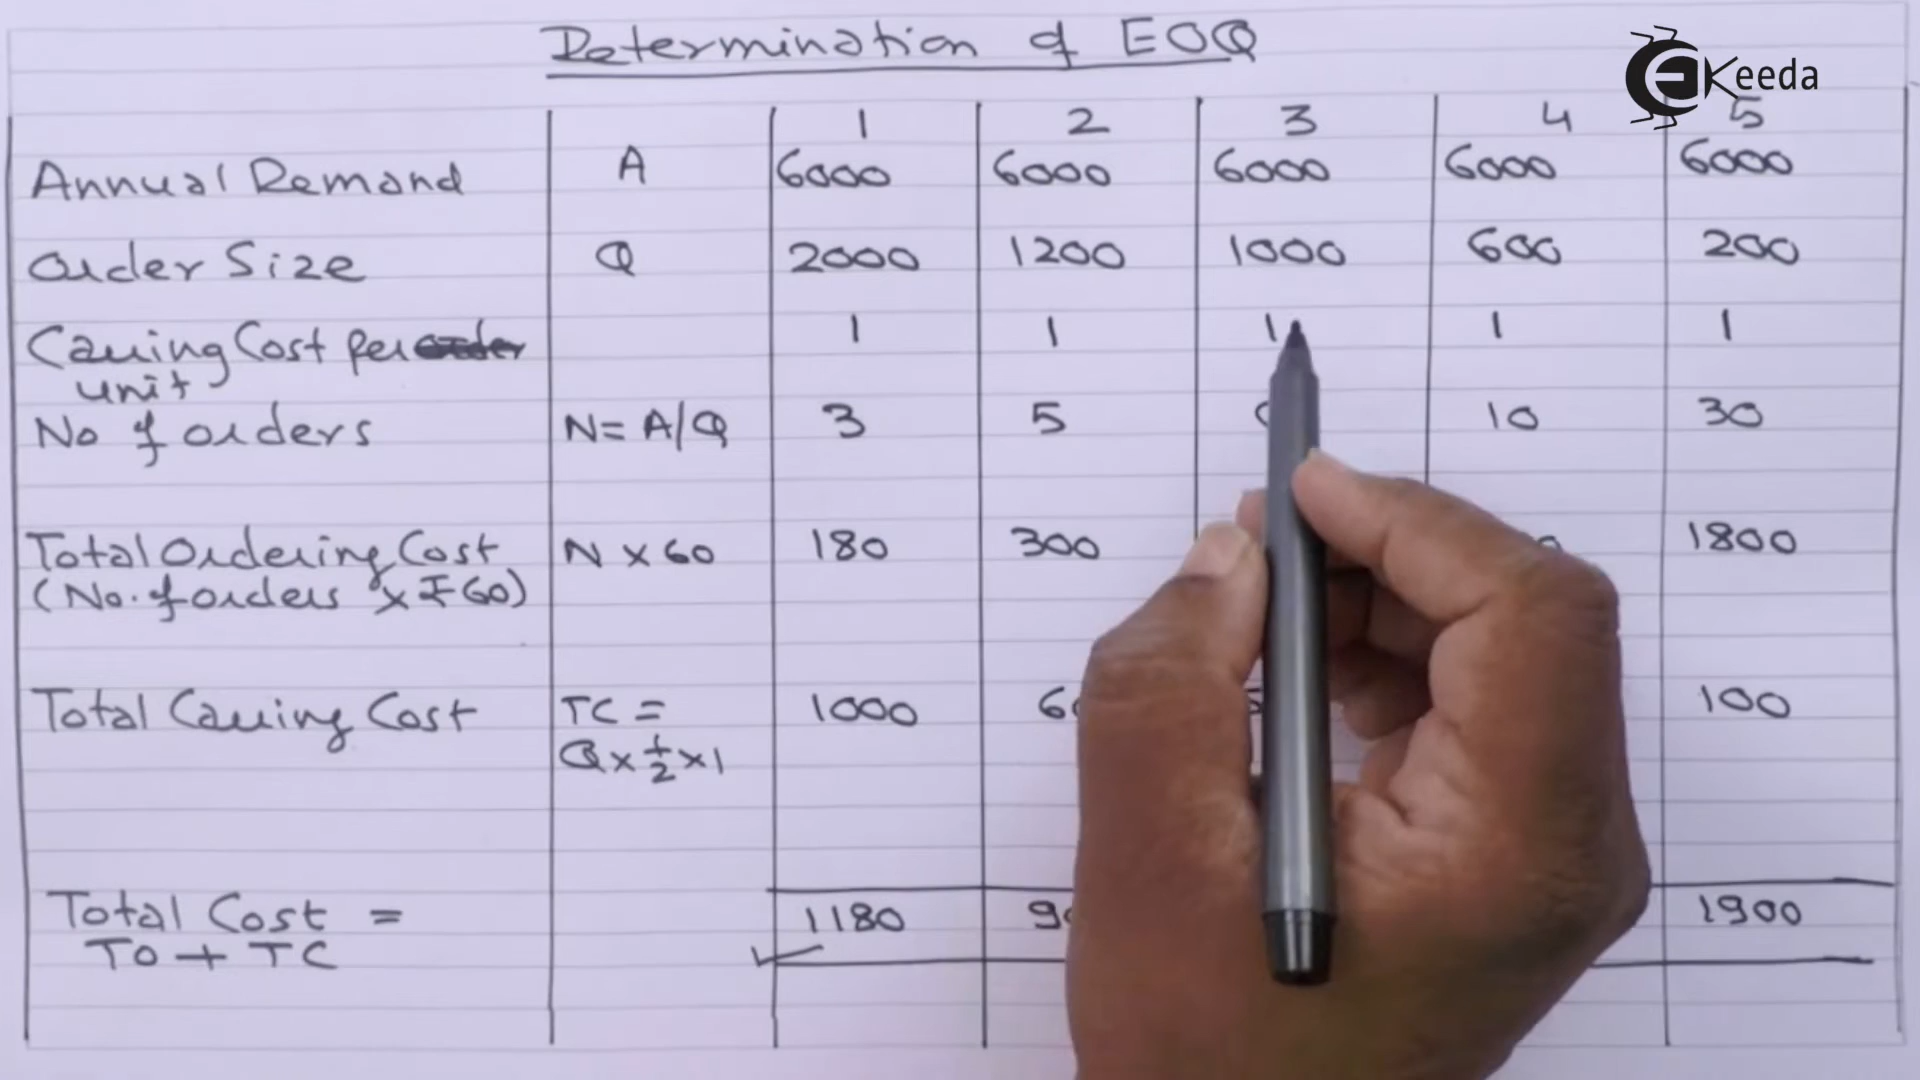 Determination of EOQ
EKeeda
1 2 3 4 5
Annual Demand A 6000 6000 6000 6000 6000
Order Size Q 2000 1200 1000 600 200
Carring Cost per 1 1 1 1 1
unit
No of orders N = A/Q 3 5 10 30
Total Ordering Cost N x 60 180 300 1800
(No. of orders x ₹60)
Total Carring Cost TC = 1000 100
Q x 1/2 x 1
Total Cost = 1180 1900
TO + TC